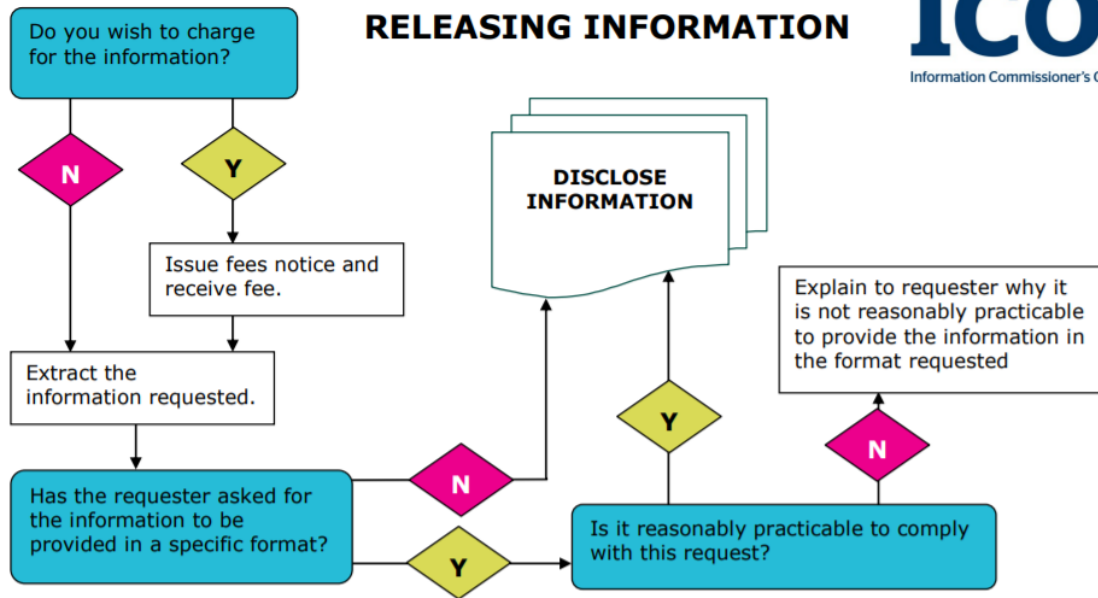 RELEASING INFORMATION
ico
Information Commissioner's
Do you wish to charge
for the information?
N
Y
Issue fees notice and
receive fee.
Extract the
information requested.
Has the requester asked for
the information to be
provided in a specific format?
N
Y
DISCLOSE
INFORMATION
Y
N
Is it reasonably practicable to comply
with this request?
Explain to requester why it
is not reasonably practicable
to provide the information in
the format requested